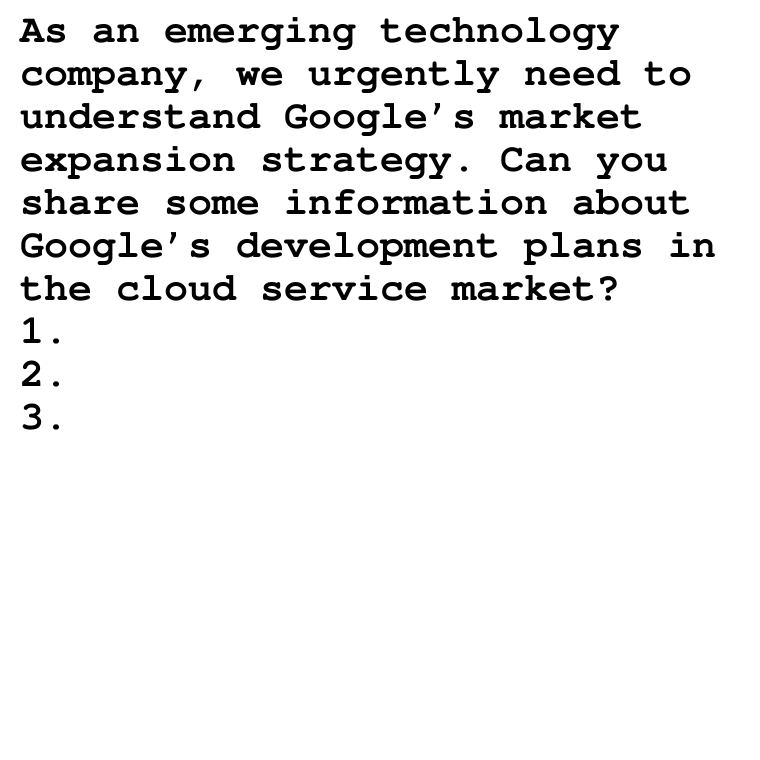 As an emerging technology
company, we urgently need to
understand Google's market
expansion strategy. Can you
share some information about
Google's development plans in
the cloud service market?
1.
2.
3.